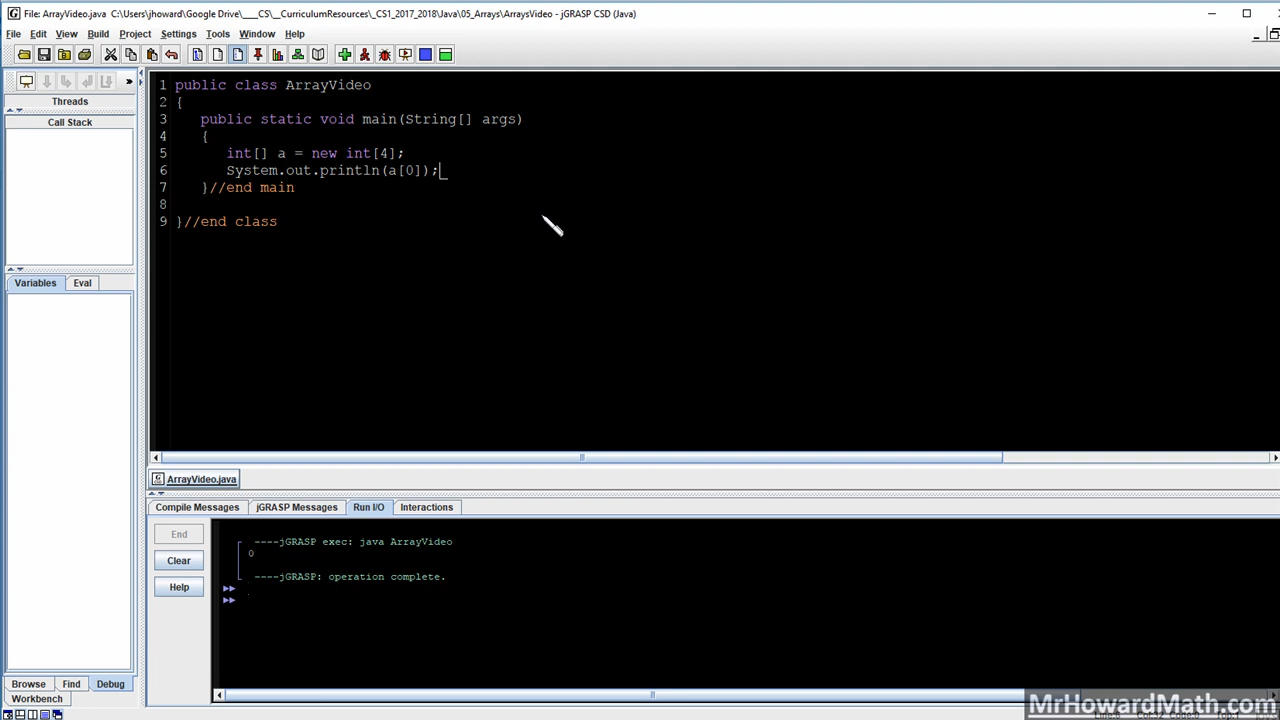 File: ArrayVideo.java C:\Users\jhoward\Google Drive\____CS\__CurriculumResources\_CS1_2017_2018\Java\05_Arrays\ArraysVideo - jGRASP CSD (Java)
File Edit View Build Project Settings Tools Window Help
Threads
Call Stack
Variables Eval
Browse Find Debug
Workbench
1 public class ArrayVideo
2 {
3 public static void main(String[] args)
4 {
5 int[] a = new int[4];
6 System.out.println(a[0]);
7 }//end main
8
9 }//end class
ArrayVideo.java
Compile Messages jGRASP Messages Run I/O Interactions
End
Clear
Help
----jGRASP exec: java ArrayVideo
0
----jGRASP: operation complete.
MrHowardMath.com